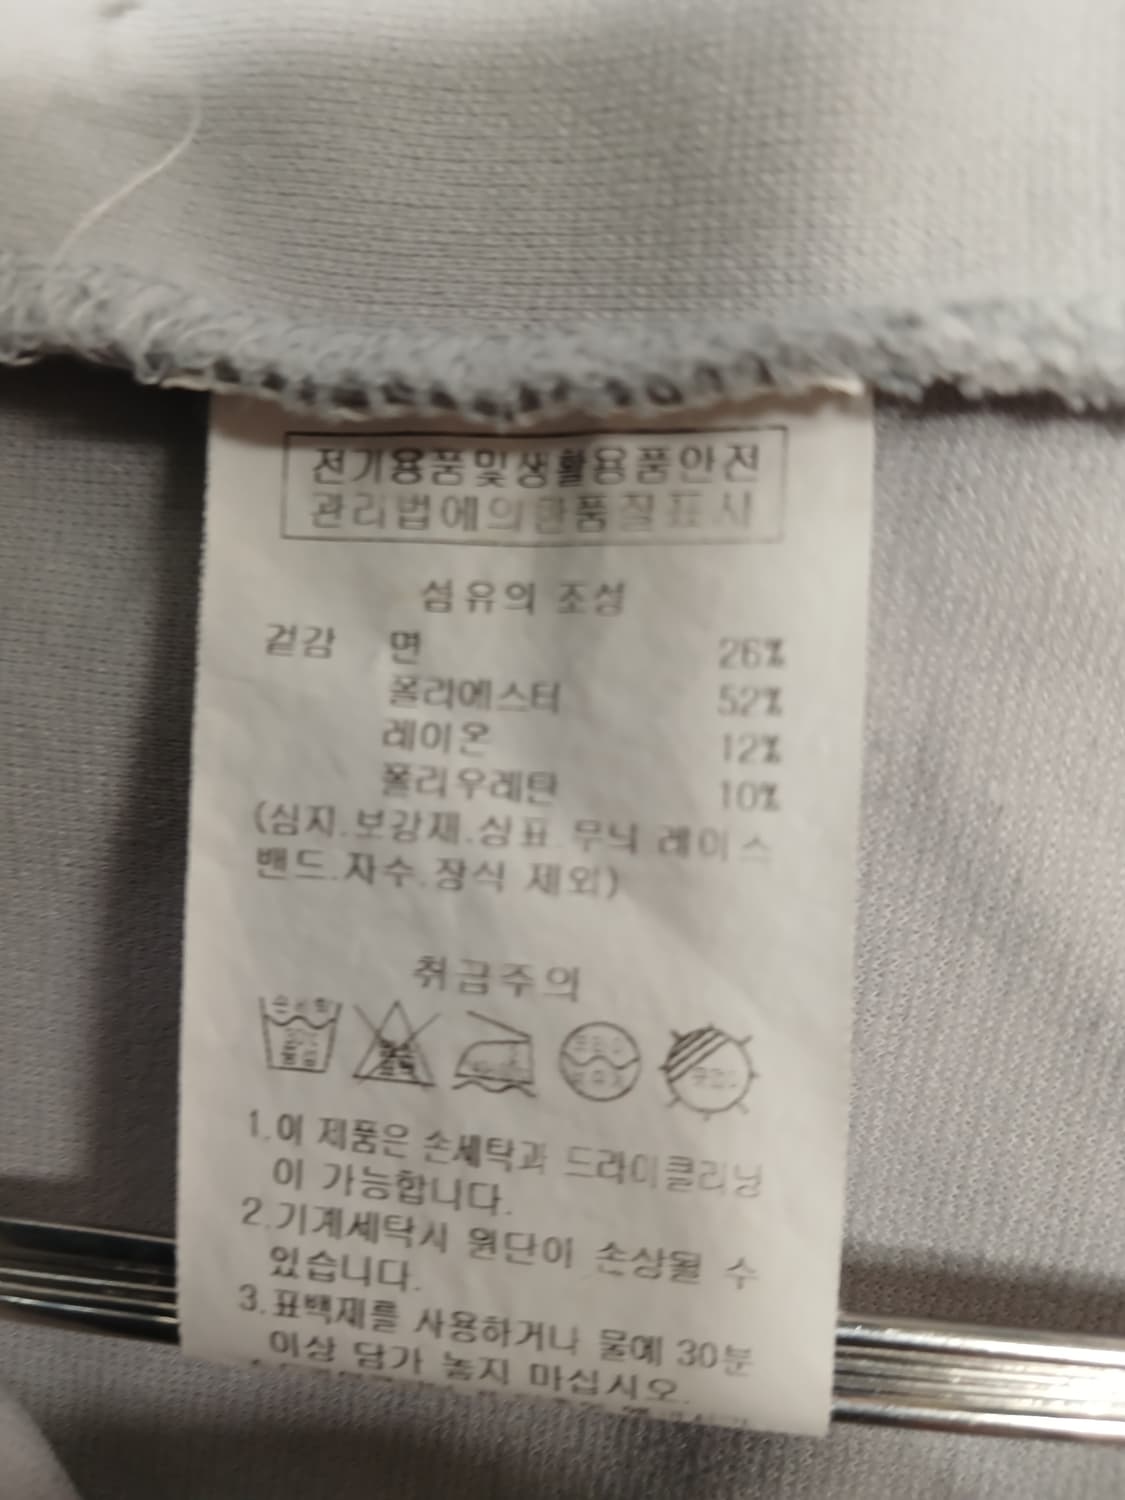 전기용품및생활용품안전
관리법에의한품질표시
섬유의 조성
겉감 면 26%
폴리에스터 52%
레이온 12%
폴리우레탄 10%
(심지.보강재.상표.무늬 레이스
밴드.자수.장식 제외)
취급주의
손세탁
1.이 제품은 손세탁과 드라이클리닝
이 가능합니다.
2.기계세탁시 원단이 손상될 수
있습니다.
3.표백제를 사용하거나 물에 30분
이상 담가 놓지 마십시오.